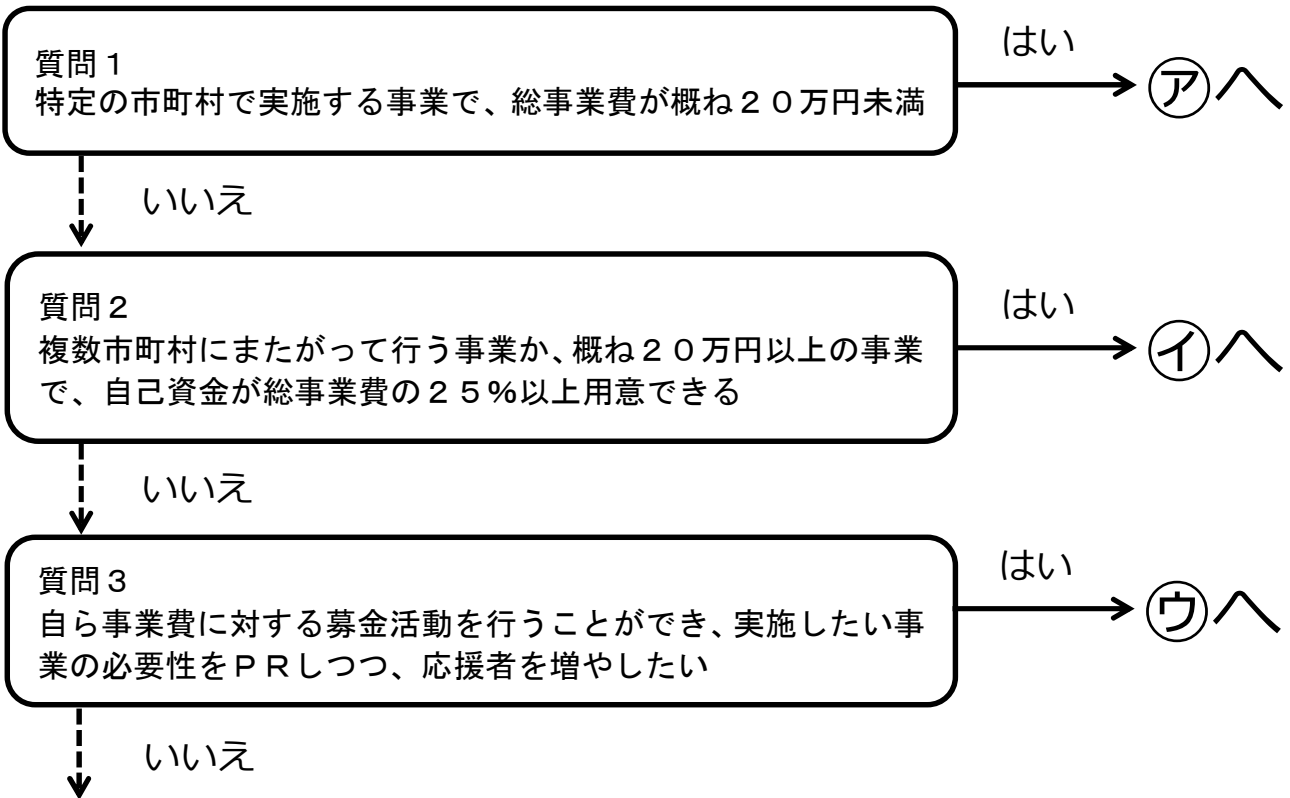 質問１
特定の市町村で実施する事業で、総事業費が概ね２０万円未満
はい
㋐へ
いいえ
質問２
複数市町村にまたがって行う事業か、概ね２０万円以上の事業
で、自己資金が総事業費の２５％以上用意できる
はい
㋑へ
いいえ
質問３
自ら事業費に対する募金活動を行うことができ、実施したい事
業の必要性をＰＲしつつ、応援者を増やしたい
はい
㋒へ
いいえ